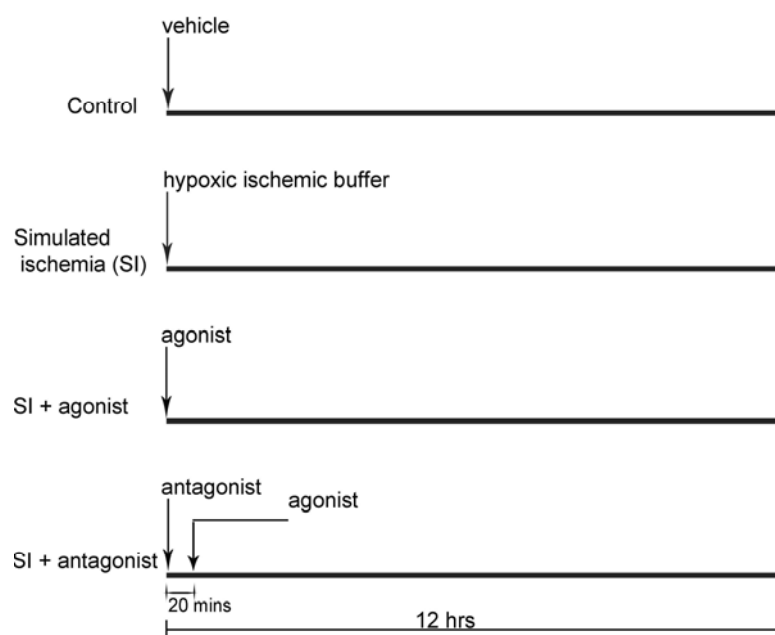 vehicle
Control
hypoxic ischemic buffer
Simulated
ischemia (SI)
agonist
SI + agonist
antagonist
agonist
SI + antagonist
20 mins
12 hrs